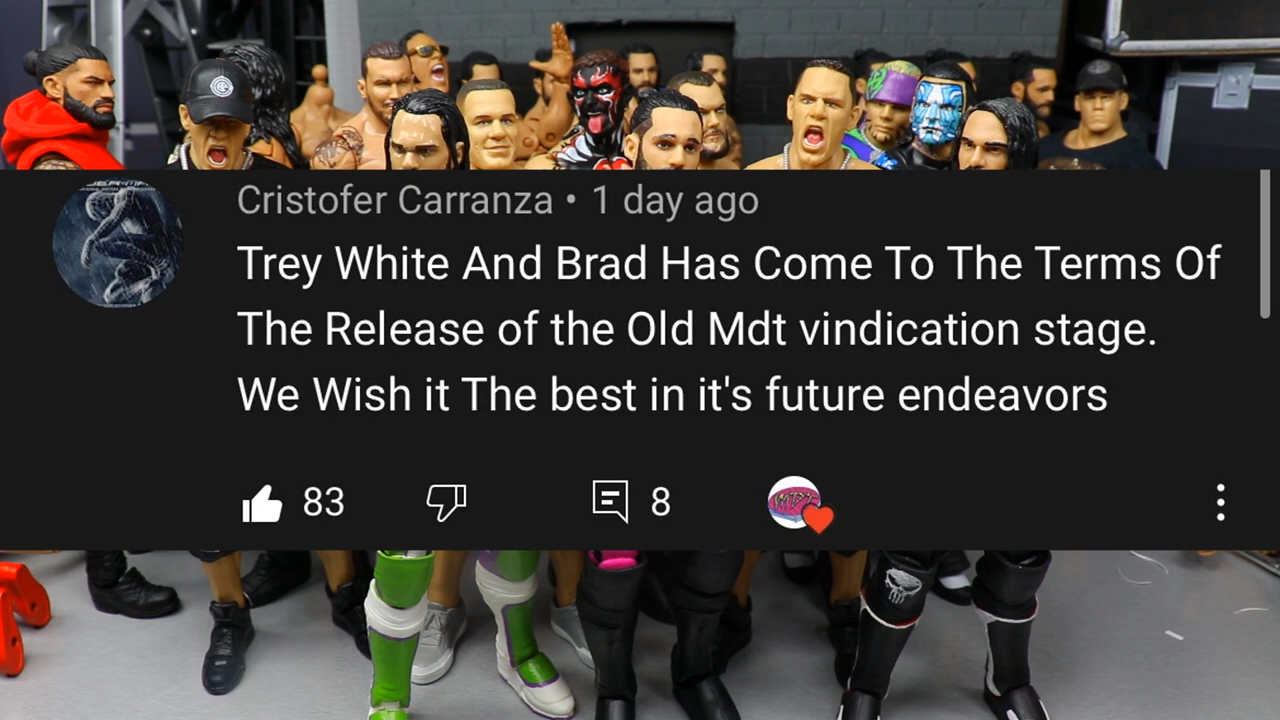 Cristofer Carranza • 1 day ago
Trey White And Brad Has Come To The Terms Of
The Release of the Old Mdt vindication stage.
We Wish it The best in it's future endeavors
83
8